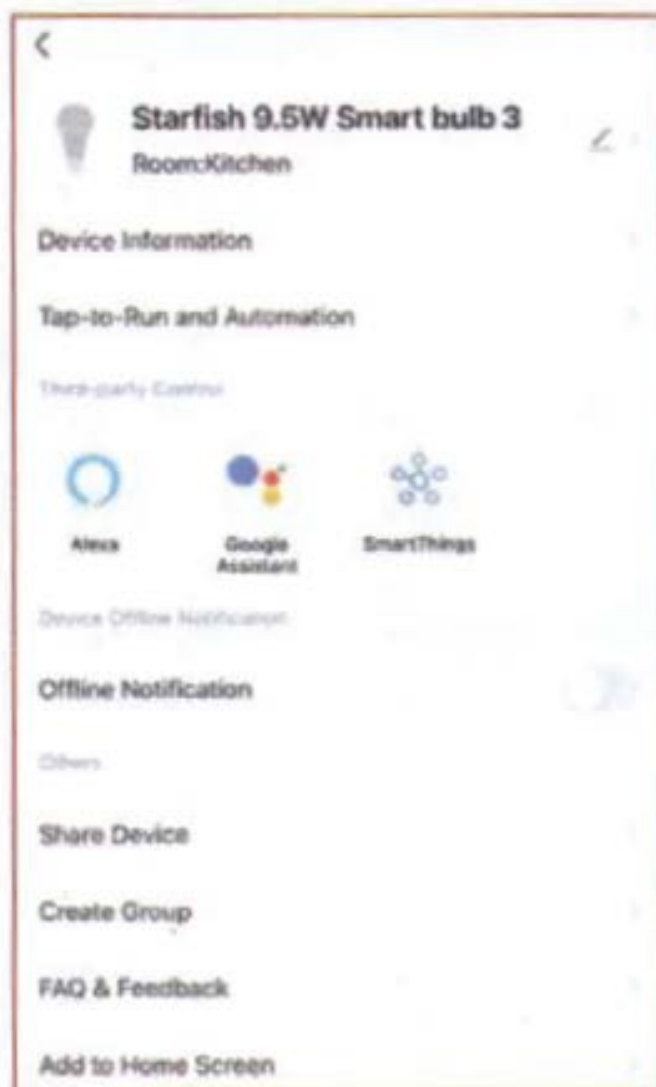 Starfish 9.5W Smart bulb 3
Room:Kitchen
Device Information
Tap-to-Run and Automation
Third-party Control
Alexa
Google
Assistant
SmartThings
Device Offline Notification
Offline Notification
Others
Share Device
Create Group
FAQ & Feedback
Add to Home Screen